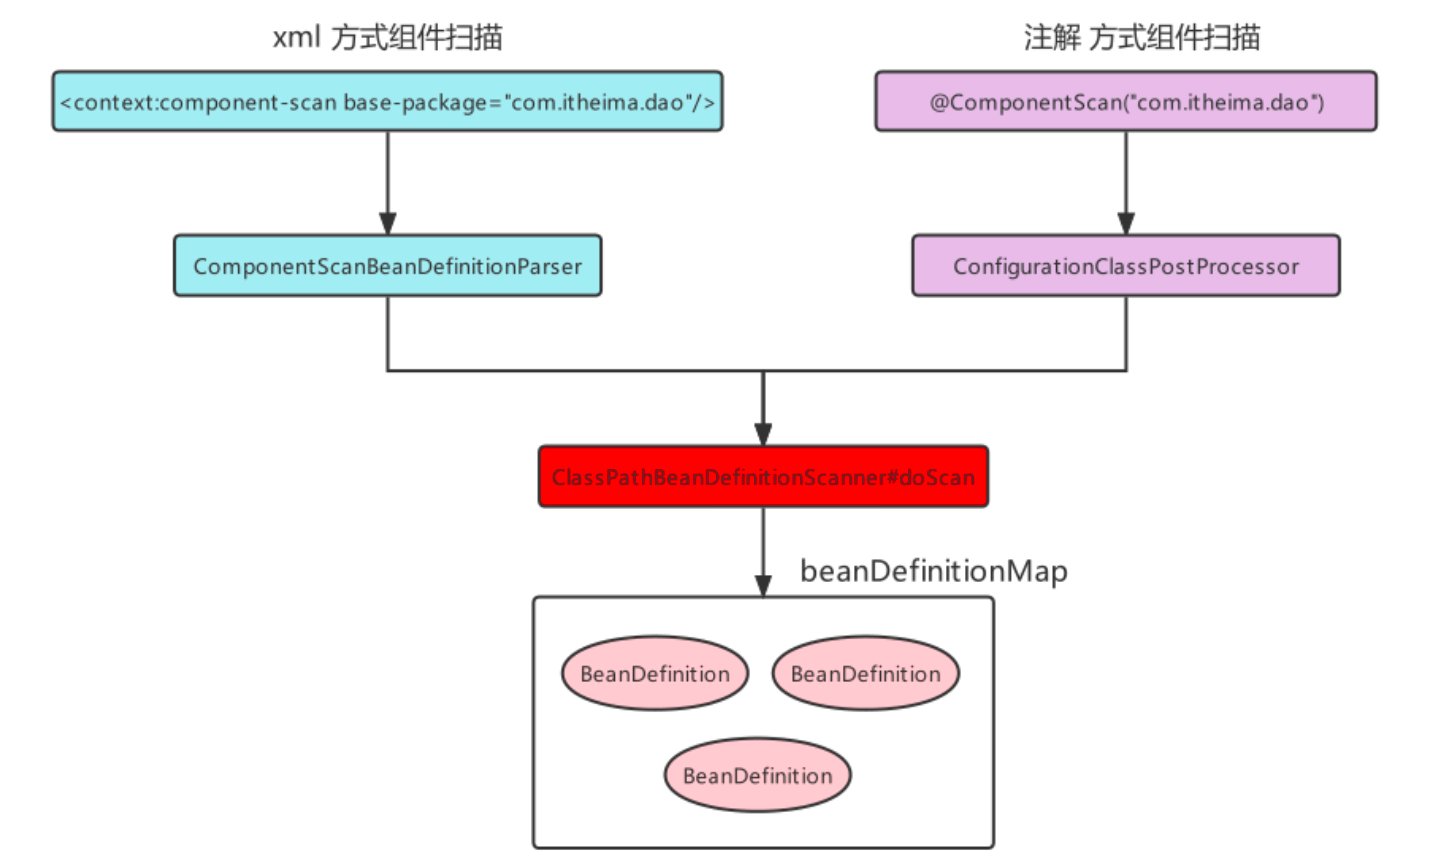 xml 方式组件扫描
注解 方式组件扫描
<context:component-scan base-package="com.itheima.dao"/>
@ComponentScan("com.itheima.dao")
ComponentScanBeanDefinitionParser
ConfigurationClassPostProcessor
ClassPathBeanDefinitionScanner#doScan
beanDefinitionMap
BeanDefinition
BeanDefinition
BeanDefinition